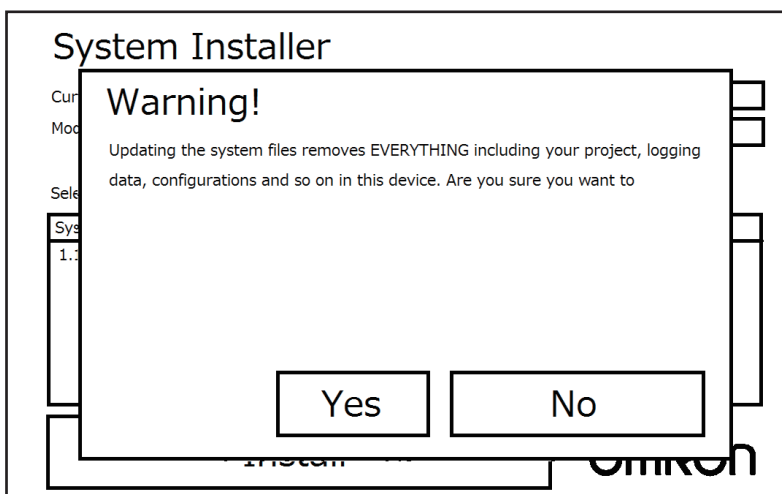 System Installer
Warning!
Updating the system files removes EVERYTHING including your project, logging
data, configurations and so on in this device. Are you sure you want to
Yes
No